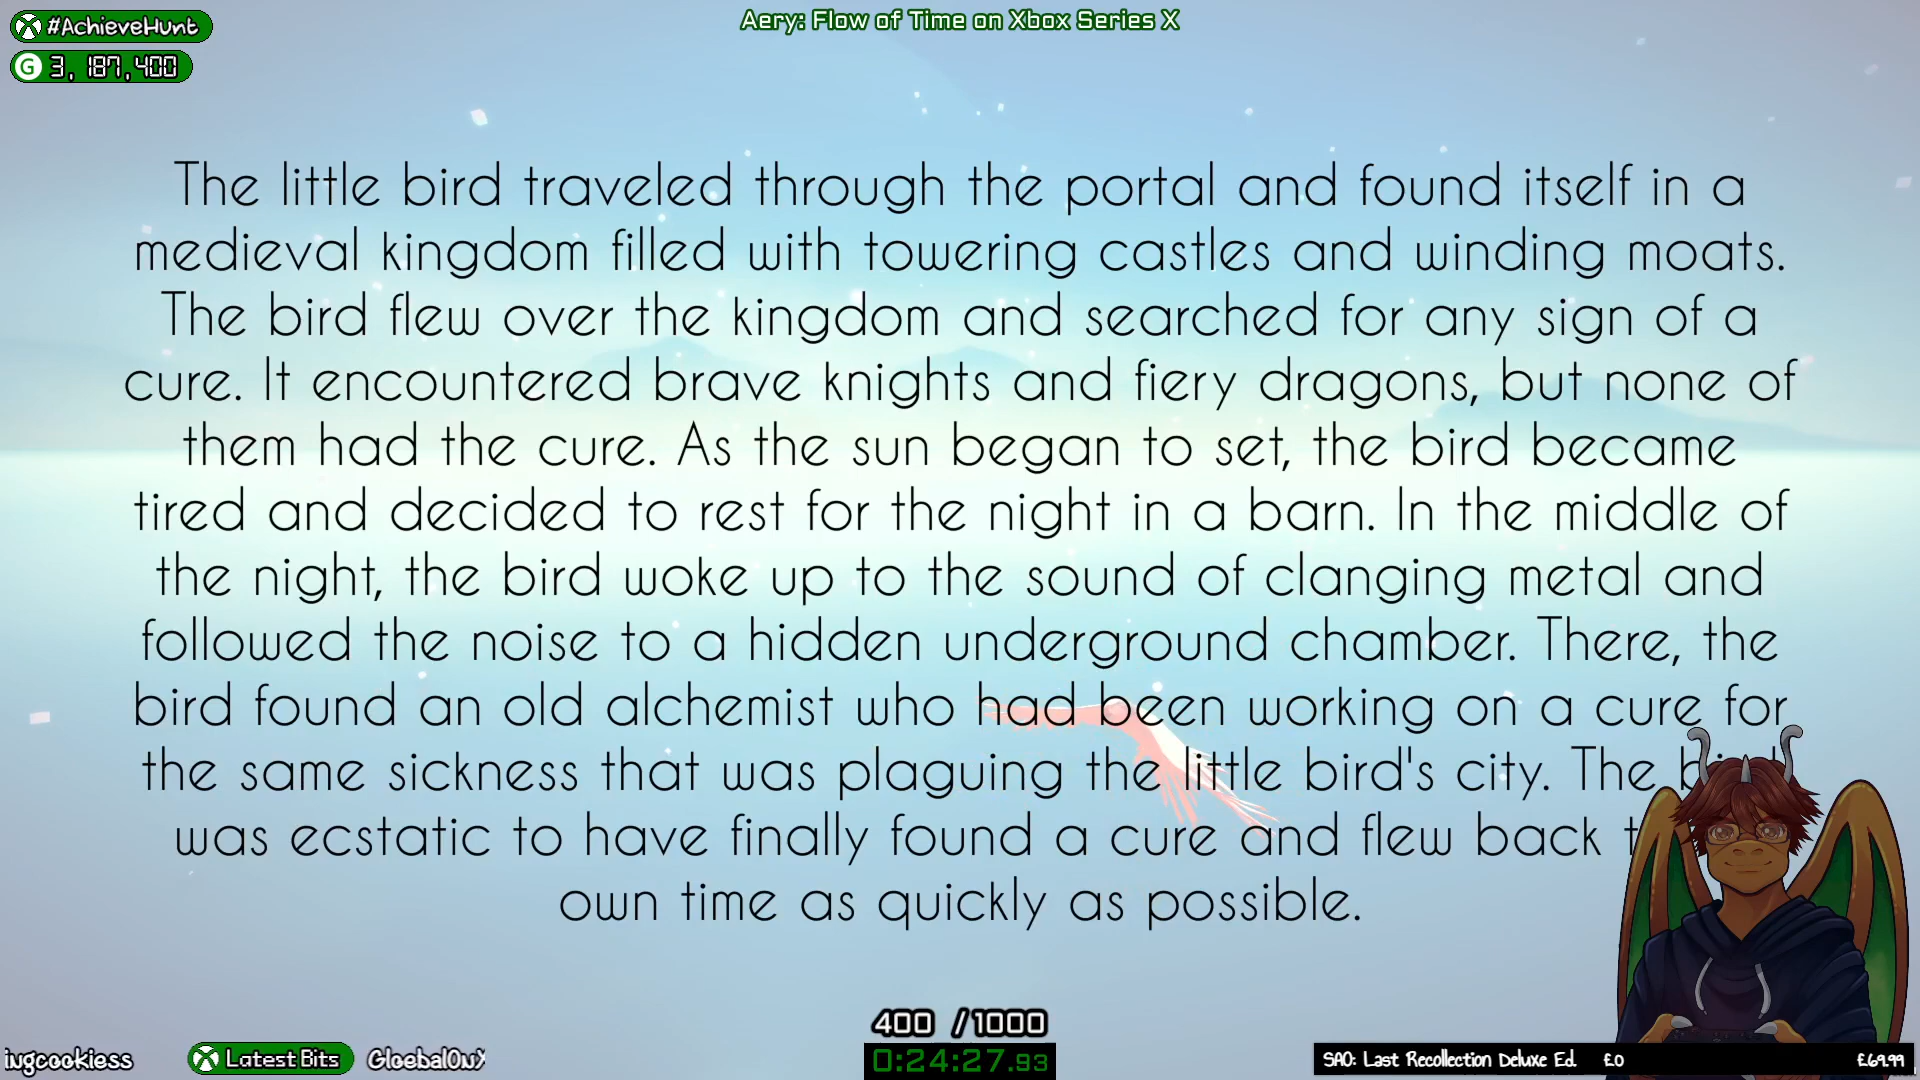 #AchieveHunt
Aery: Flow of Time on Xbox Series X
G 3,187,400
The little bird traveled through the portal and found itself in a
medieval kingdom filled with towering castles and winding moats.
The bird flew over the kingdom and searched for any sign of a
cure. It encountered brave knights and fiery dragons, but none of
them had the cure. As the sun began to set, the bird became
tired and decided to rest for the night in a barn. In the middle of
the night, the bird woke up to the sound of clanging metal and
followed the noise to a hidden underground chamber. There, the
bird found an old alchemist who had been working on a cure for
the same sickness that was plaguing the little bird's city. The
was ecstatic to have finally found a cure and flew back
own time as quickly as possible.
400 /1000
0:24:27.93
Latest Bits
SAO: Last Recollection Deluxe Ed. £0 £69.99